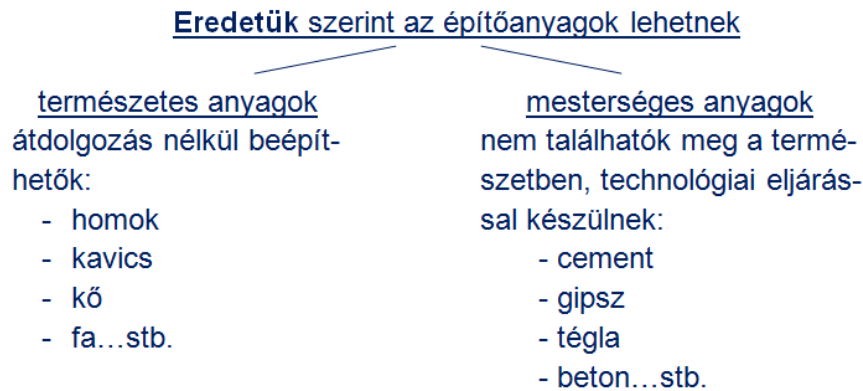 Eredetük szerint az építőanyagok lehetnek
természetes anyagok
átdolgozás nélkül beépít-
hetők:
- homok
- kavics
- kő
- fa...stb.
mesterséges anyagok
nem találhatók meg a termé-
szetben, technológiai eljárás-
sal készülnek:
- cement
- gipsz
- tégla
- beton...stb.